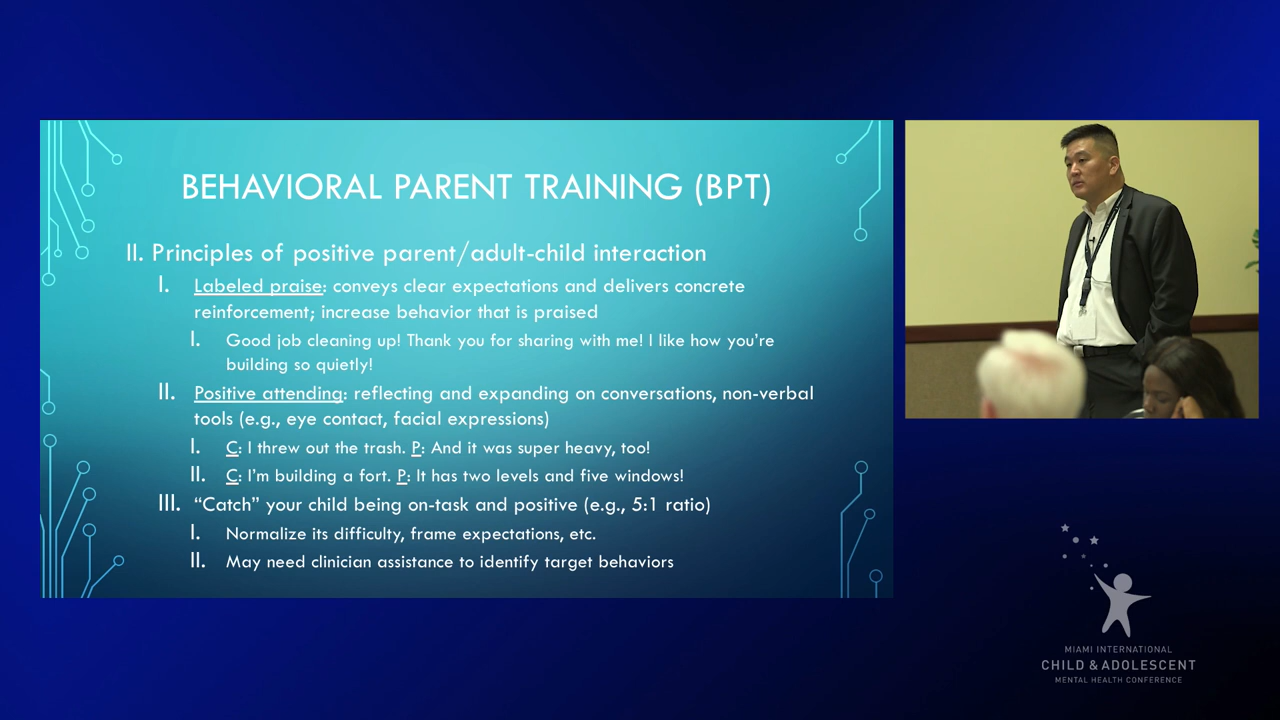 BEHAVIORAL PARENT TRAINING (BPT)
II. Principles of positive parent/adult-child interaction
I. Labeled praise: conveys clear expectations and delivers concrete
reinforcement; increase behavior that is praised
I. Good job cleaning up! Thank you for sharing with me! I like how you're
building so quietly!
II. Positive attending: reflecting and expanding on conversations, non-verbal
tools (e.g., eye contact, facial expressions)
I. C: I threw out the trash. P: And it was super heavy, too!
II. C: I'm building a fort. P: It has two levels and five windows!
III. “Catch” your child being on-task and positive (e.g., 5:1 ratio)
I. Normalize its difficulty, frame expectations, etc.
II. May need clinician assistance to identify target behaviors
MIAMI INTERNATIONAL
CHILD & ADOLESCENT
MENTAL HEALTH CONFERENCE